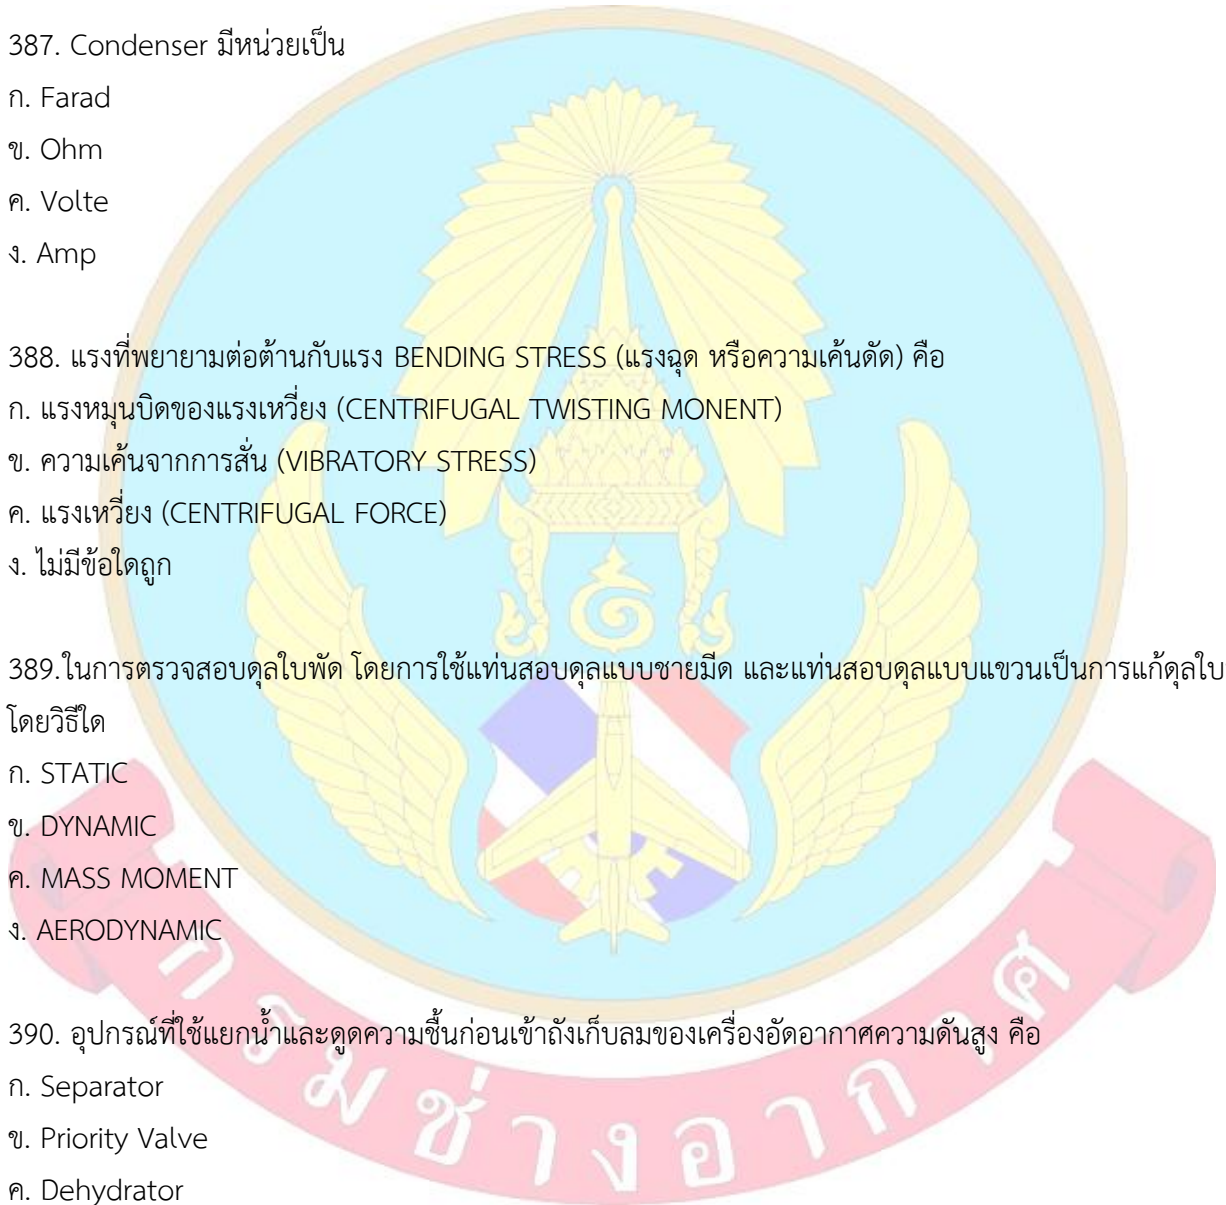 387. Condenser มีหน่วยเป็น
ก. Farad
ข. Ohm
ค. Volte
ง. Amp
388. แรงที่พยายามต่อต้านกับแรง BENDING STRESS (แรงฉุด หรือความเค้นดัด) คือ
ก. แรงหมุนบิดของแรงเหวี่ยง (CENTRIFUGAL TWISTING MONENT)
ข. ความเค้นจากการสั่น (VIBRATORY STRESS)
ค. แรงเหวี่ยง (CENTRIFUGAL FORCE)
ง. ไม่มีข้อใดถูก
389.ในการตรวจสอบดุลใบพัด โดยการใช้แท่นสอบดุลแบบชายมีด และแท่นสอบดุลแบบแขวนเป็นการแก้ดุลใบ
โดยวิธีใด
ก. STATIC
ข. DYNAMIC
ค. MASS MOMENT
ง. AERODYNAMIC
390. อุปกรณ์ที่ใช้แยกน้ำและดูดความชื้นก่อนเข้าถังเก็บลมของเครื่องอัดอากาศความดันสูง คือ
ก. Separator
ข. Priority Valve
ค. Dehydrator
กรมช่างอากาศ